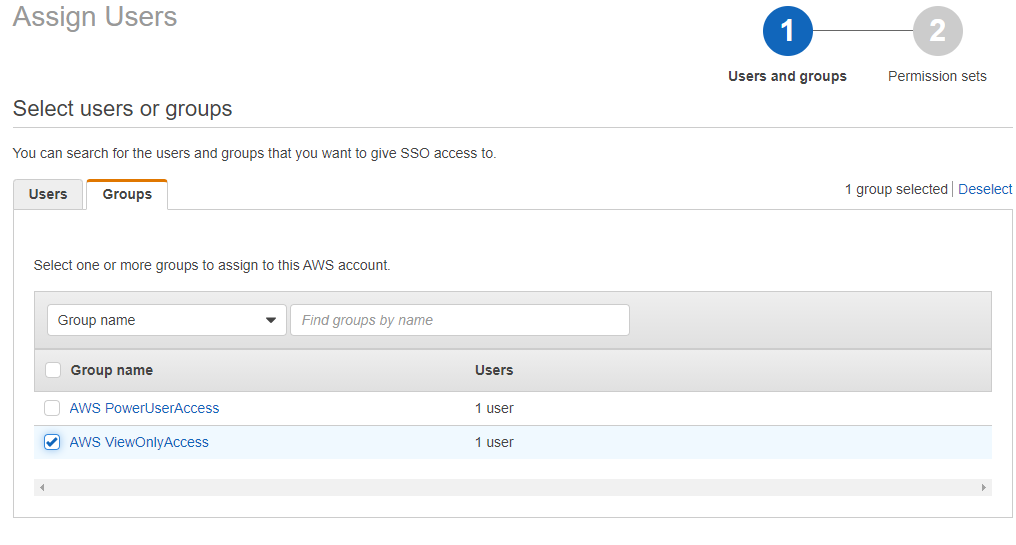 Assign Users
1
2
Users and groups
Permission sets
Select users or groups
You can search for the users and groups that you want to give SSO access to.
Users
Groups
1 group selected
Deselect
Select one or more groups to assign to this AWS account.
Group name
Find groups by name
Group name
Users
AWS PowerUserAccess
1 user
AWS ViewOnlyAccess
1 user